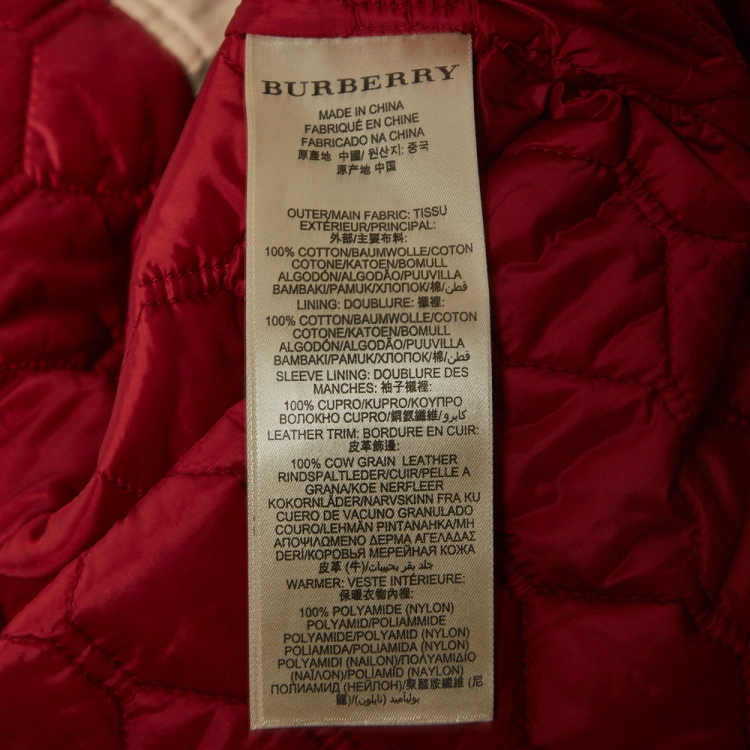 BURBERRY
MADE IN CHINA
FABRIQUÉ EN CHINE
FABRICADO NA CHINA
原產地 中國/ 원산지: 중국
原产地 中国
OUTER/MAIN FABRIC: TISSU
EXTÉRIEUR/PRINCIPAL:
外部/主要布料:
100% COTTON/BAUMWOLLE/COTON
COTONE/KATOEN/BOMULL
ALGODÓN/ALGODÃO/PUUVILLA
BAMBAKI/PAMUK/ХЛОПОК/棉/قطن
LINING: DOUBLURE: 襯裡:
100% COTTON/BAUMWOLLE/COTON
COTONE/KATOEN/BOMULL
ALGODÓN/ALGODÃO/PUUVILLA
BAMBAKI/PAMUK/ХЛОПОК/棉/قطن
SLEEVE LINING: DOUBLURE DES
MANCHES: 袖子襯裡:
100% CUPRO/KUPRO/ΚΟΥΠΡΟ
ВОЛОКНО CUPRO/銅氨纖維/كابرو
LEATHER TRIM: BORDURE EN CUIR:
皮革飾邊:
100% COW GRAIN LEATHER
RINDSPALTLEDER/CUIR/PELLE A
GRANA/KOE NERFLEER
KOKORNLÄDER/NARVSKINN FRA KU
CUERO DE VACUNO GRANULADO
COURO/LEHMÄN PINTANAHKA/ΜΗ
ΑΠΟΨΙΛΩΜΕΝΟ ΔΕΡΜΑ ΑΓΕΛΑΔΑΣ
DERİ/КОРОВЬЯ МЕРЕЙНАЯ КОЖА
皮革 (牛)/جلد بقر بحبيبات
WARMER: VESTE INTÉRIEURE:
保暖衣物內裡:
100% POLYAMIDE (NYLON)
POLYAMID/POLIAMMIDE
POLYAMIDE/POLYAMID (NYLON)
POLIAMIDA/POLIAMIDA (NYLON)
POLYAMIDI (NAILON)/ΠΟΛΥΑΜΙΔΙΟ
(ΝΑΪΛΟΝ)/POLİAMİD (NAYLON)
ПОЛИАМИД (НЕЙЛОН)/聚醯胺纖維 (尼
龍)/بولياميد (نايلون)